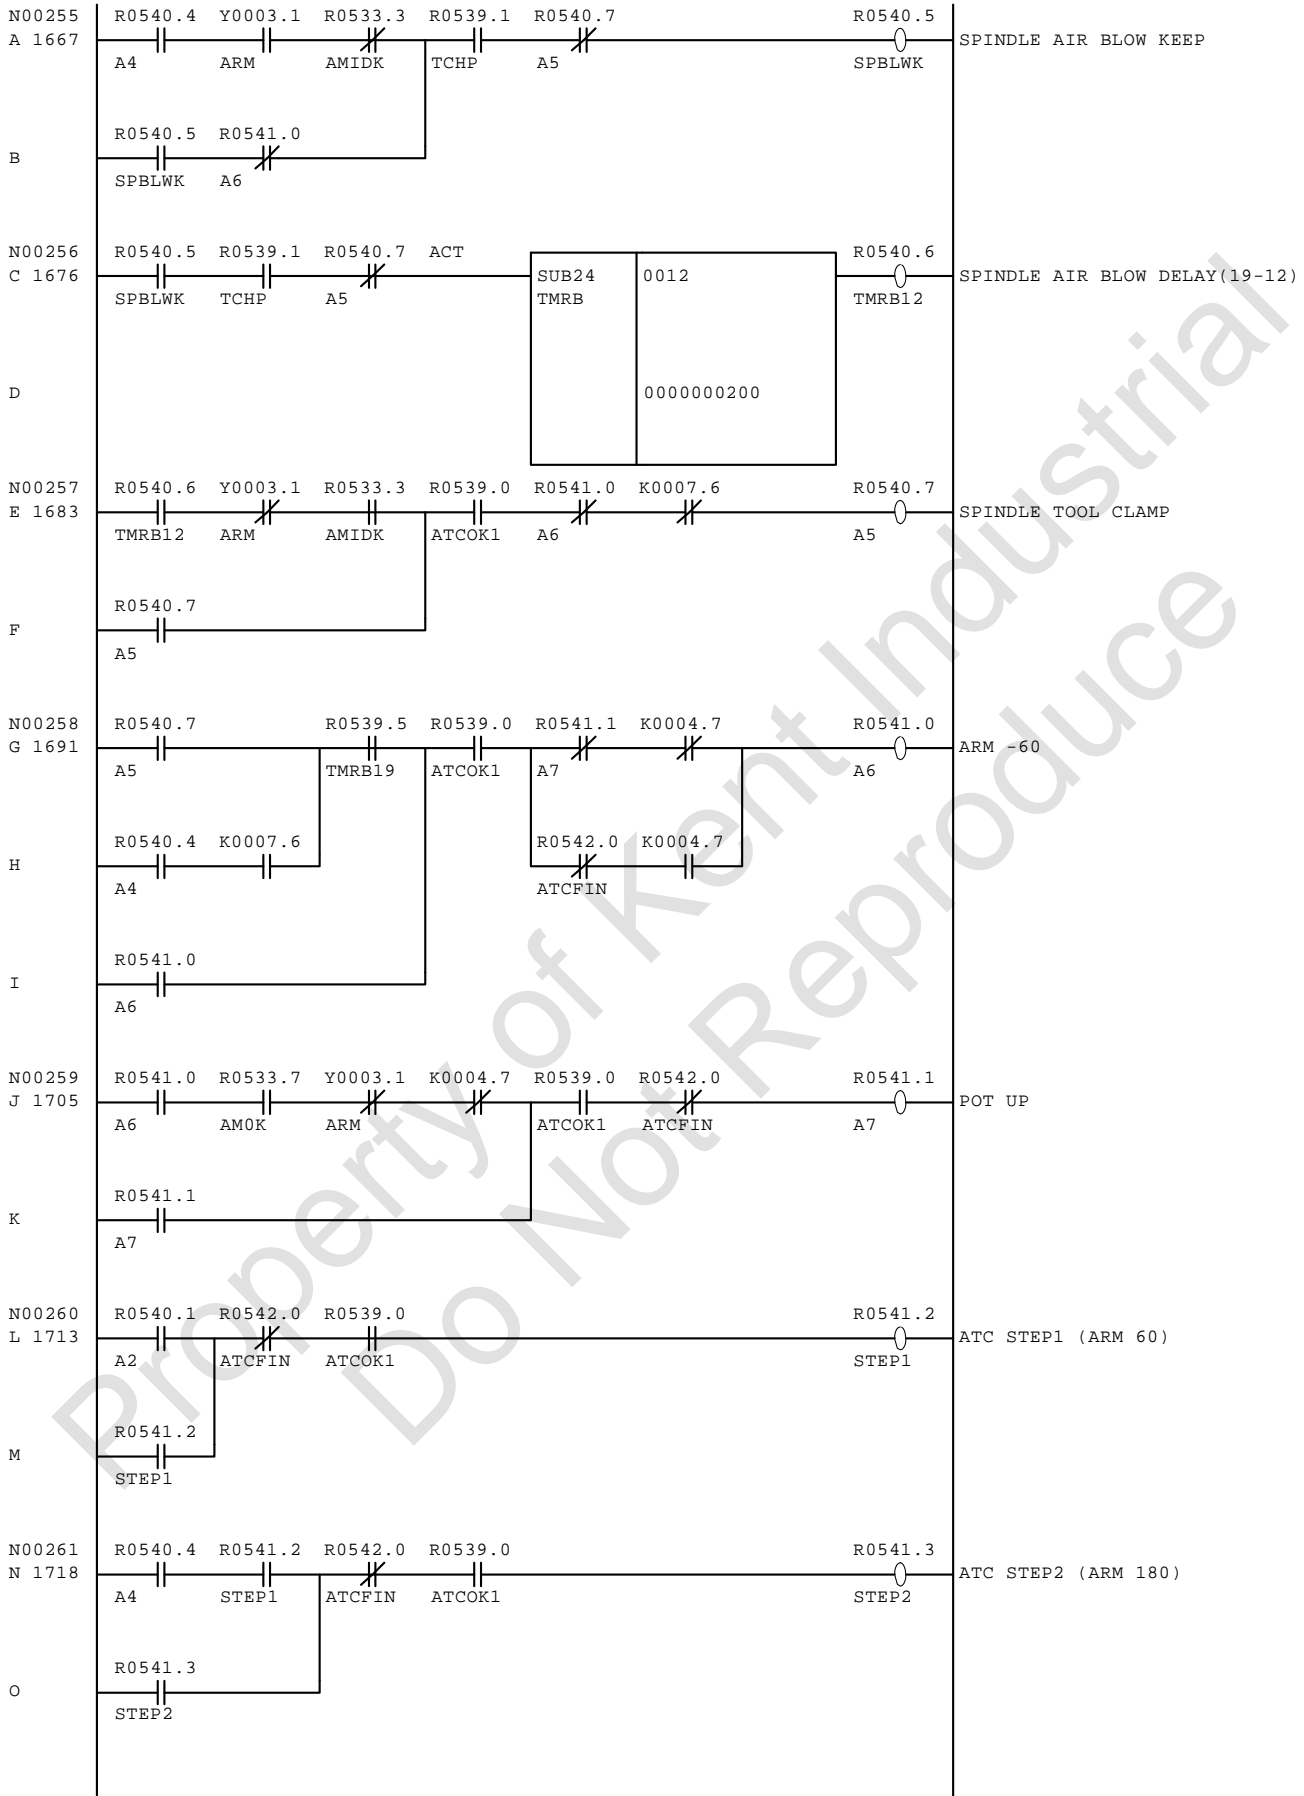 N00255 R0540.4 Y0003.1 R0533.3 R0539.1 R0540.7 R0540.5
A 1667 SPINDLE AIR BLOW KEEP
A4 ARM AMIDK TCHP A5 SPBLWK
R0540.5 R0541.0
B
SPBLWK A6
N00256 R0540.5 R0539.1 R0540.7 ACT R0540.6
C 1676 SUB24 0012 SPINDLE AIR BLOW DELAY(19-12)
SPBLWK TCHP A5 TMRB TMRB12
D 0000000200
N00257 R0540.6 Y0003.1 R0533.3 R0539.0 R0541.0 K0007.6 R0540.7
E 1683 SPINDLE TOOL CLAMP
TMRB12 ARM AMIDK ATCOK1 A6 A5
R0540.7
F
A5
N00258 R0540.7 R0539.5 R0539.0 R0541.1 K0004.7 R0541.0
G 1691 ARM -60
A5 TMRB19 ATCOK1 A7 A6
R0540.4 K0007.6 R0542.0 K0004.7
H
A4 ATCFIN
R0541.0
I
A6
N00259 R0541.0 R0533.7 Y0003.1 K0004.7 R0539.0 R0542.0 R0541.1
J 1705 POT UP
A6 AM0K ARM ATCOK1 ATCFIN A7
R0541.1
K
A7
N00260 R0540.1 R0542.0 R0539.0 R0541.2
L 1713 ATC STEP1 (ARM 60)
A2 ATCFIN ATCOK1 STEP1
R0541.2
M
STEP1
N00261 R0540.4 R0541.2 R0542.0 R0539.0 R0541.3
N 1718 ATC STEP2 (ARM 180)
A4 STEP1 ATCFIN ATCOK1 STEP2
R0541.3
O
STEP2
Property of Kent Industrial
Do Not Reproduce